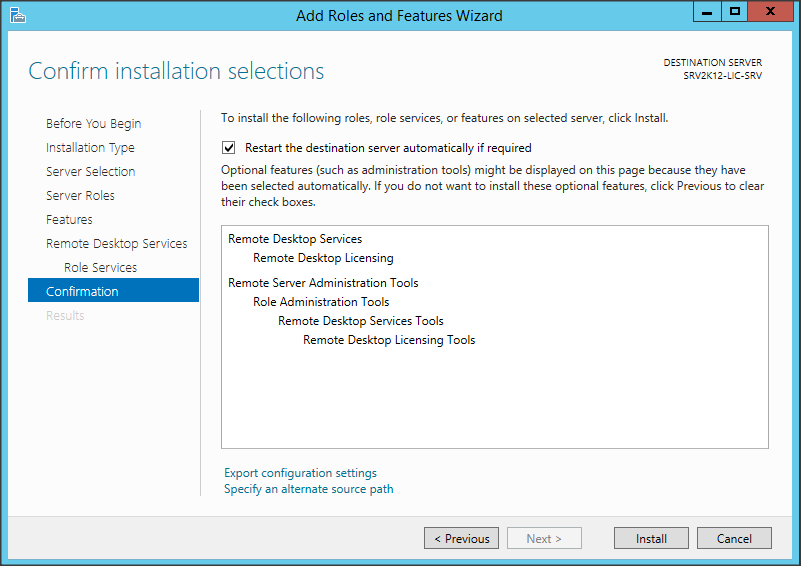 Add Roles and Features Wizard
Confirm installation selections
DESTINATION SERVER
SRV2K12-LIC-SRV
Before You Begin
Installation Type
Server Selection
Server Roles
Features
Remote Desktop Services
Role Services
Confirmation
Results
To install the following roles, role services, or features on selected server, click Install.
Restart the destination server automatically if required
Optional features (such as administration tools) might be displayed on this page because they have
been selected automatically. If you do not want to install these optional features, click Previous to clear
their check boxes.
Remote Desktop Services
Remote Desktop Licensing
Remote Server Administration Tools
Role Administration Tools
Remote Desktop Services Tools
Remote Desktop Licensing Tools
Export configuration settings
Specify an alternate source path
< Previous
Next >
Install
Cancel